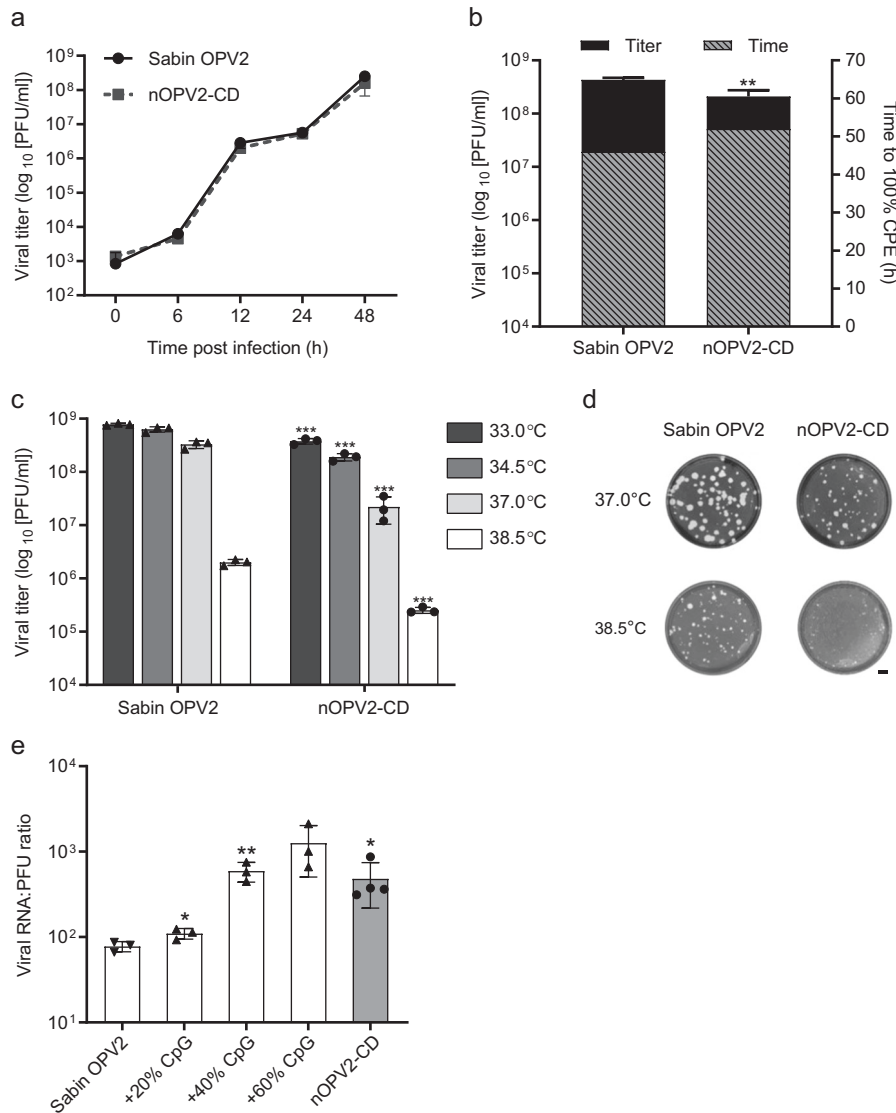 a
Viral titer (log10 [PFU/ml])
10⁹
10⁸
10⁷
10⁶
10⁵
10⁴
10³
10²
Sabin OPV2
nOPV2-CD
0 6 12 24 48
Time post infection (h)
b
Titer Time
Viral titer (log10 [PFU/ml])
10⁹
10⁸
10⁷
10⁶
10⁵
10⁴
**
70
60
50
40
30
20
10
0
Time to 100% CPE (h)
Sabin OPV2 nOPV2-CD
c
Viral titer (log10 [PFU/ml])
10⁹
10⁸
10⁷
10⁶
10⁵
10⁴
***
***
***
***
33.0°C
34.5°C
37.0°C
38.5°C
Sabin OPV2 nOPV2-CD
d
Sabin OPV2 nOPV2-CD
37.0°C
38.5°C
e
Viral RNA:PFU ratio
10⁴
10³
10²
10¹
*
**
*
Sabin OPV2
+20% CpG
+40% CpG
+60% CpG
nOPV2-CD